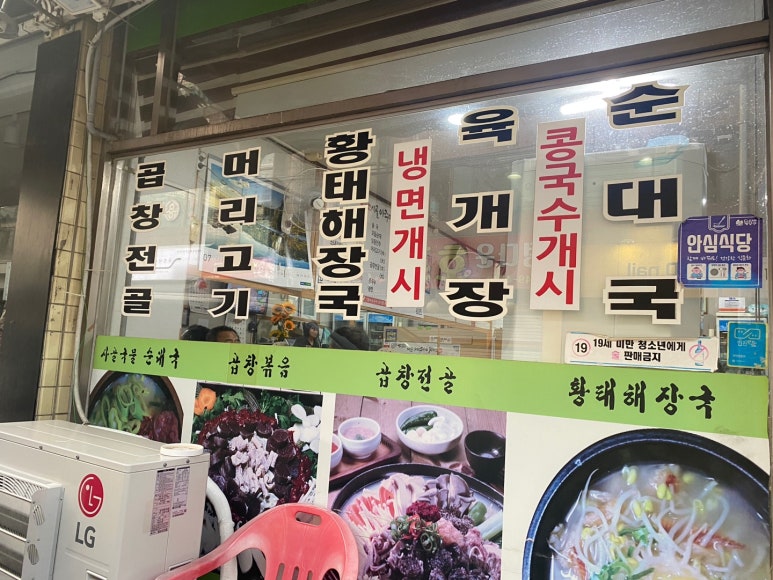 곱창전골
머리고기
황태해장국
냉면개시
육개장
콩국수개시
순대국
안심식당
19
19세 미만 청소년에게
술 판매금지
사골국물 순대국
곱창볶음
곱창전골
황태해장국
LG